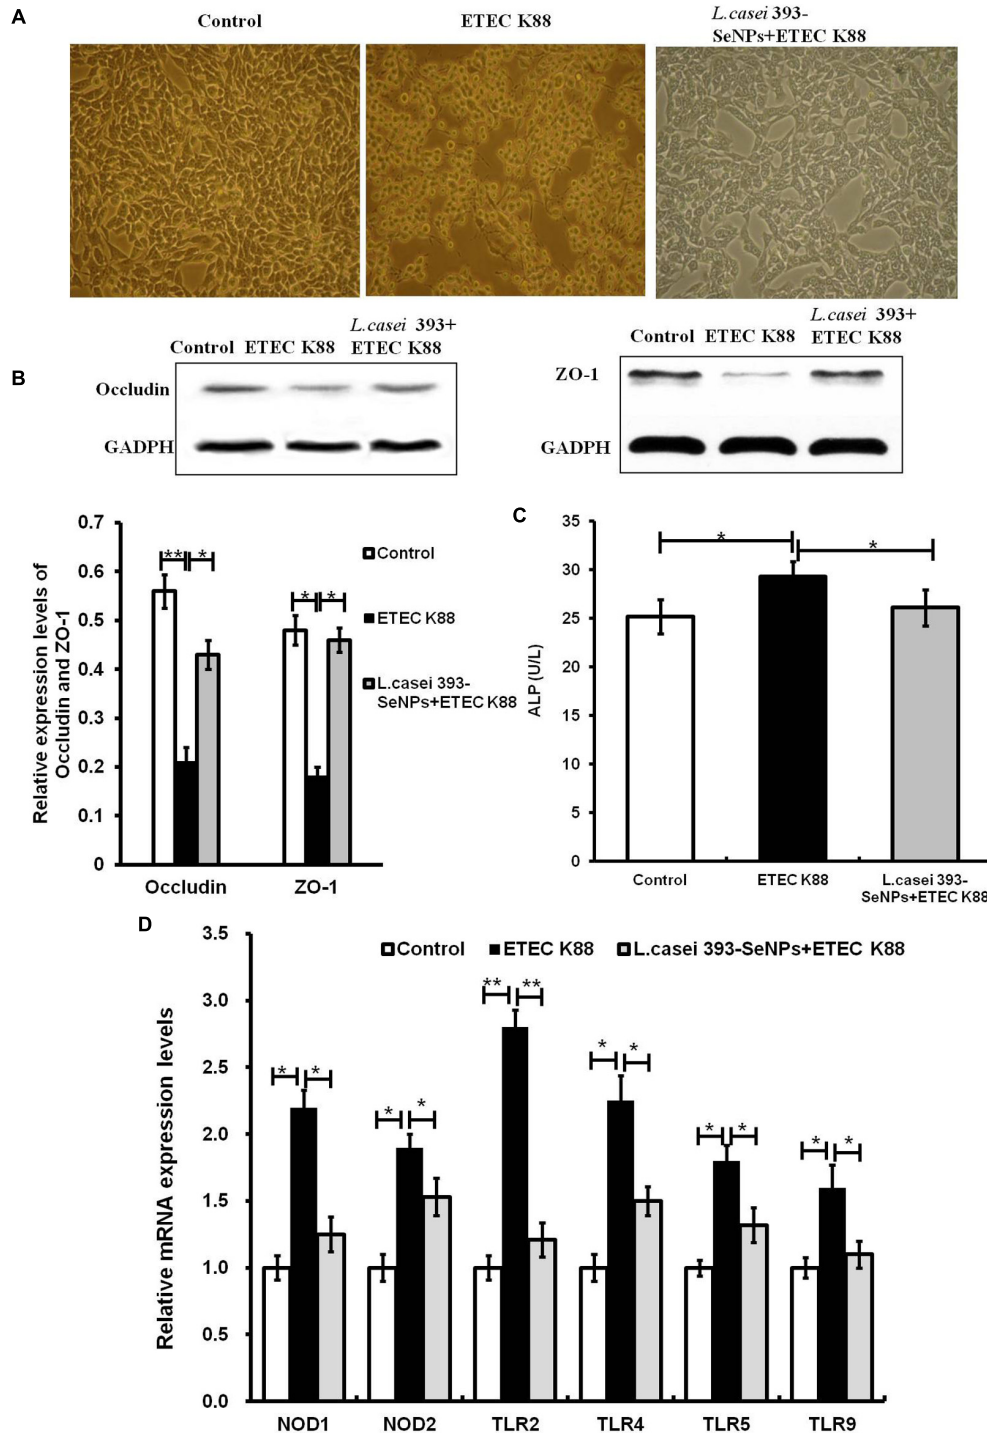 A
Control
ETEC K88
L.casei 393-
SeNPs+ETEC K88
B
Control ETEC K88
L.casei 393+
ETEC K88
Occludin
GADPH
Control ETEC K88
L.casei 393+
ETEC K88
ZO-1
GADPH
Relative expression levels of
Occludin and ZO-1
0.7
0.6
0.5
0.4
0.3
0.2
0.1
0
** *
* *
Control
ETEC K88
L.casei 393-
SeNPs+ETEC K88
Occludin ZO-1
C
ALP (U/L)
35
30
25
20
15
10
5
0
* *
Control ETEC K88 L.casei 393-
SeNPs+ETEC K88
D
Relative mRNA expression levels
3.5
3.0
2.5
2.0
1.5
1.0
0.5
0.0
Control ETEC K88 L.casei 393-SeNPs+ETEC K88
* *
* *
** **
* *
* *
* *
NOD1 NOD2 TLR2 TLR4 TLR5 TLR9